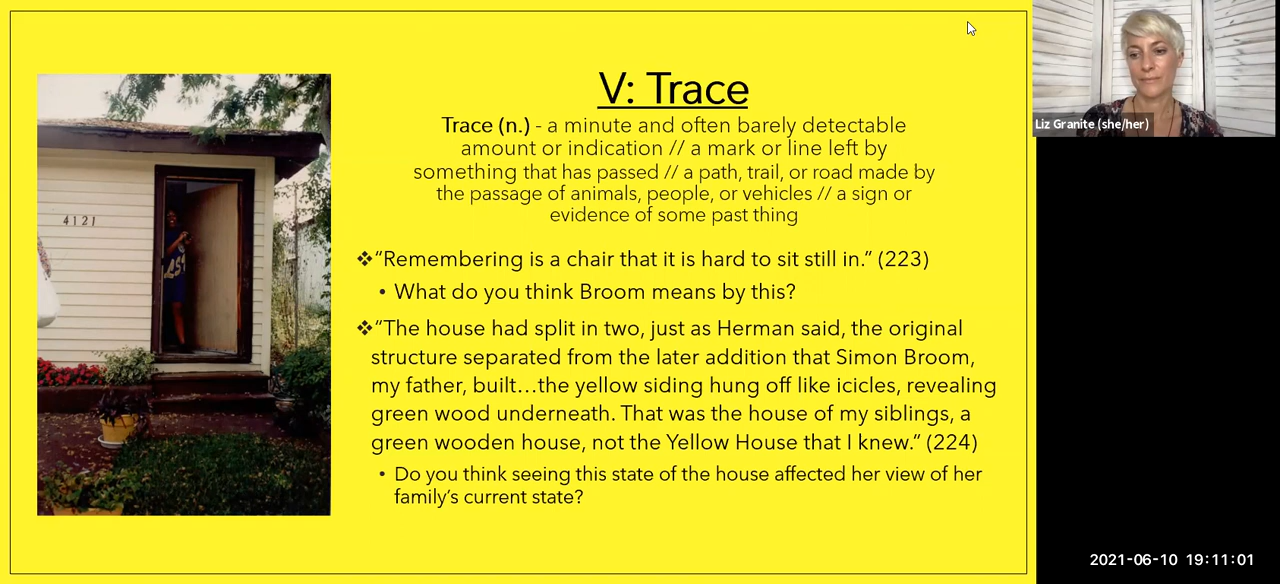 V: Trace
Trace (n.) - a minute and often barely detectable
amount or indication // a mark or line left by
something that has passed // a path, trail, or road made by
the passage of animals, people, or vehicles // a sign or
evidence of some past thing
❖“Remembering is a chair that it is hard to sit still in.” (223)
• What do you think Broom means by this?
❖“The house had split in two, just as Herman said, the original
structure separated from the later addition that Simon Broom,
my father, built…the yellow siding hung off like icicles, revealing
green wood underneath. That was the house of my siblings, a
green wooden house, not the Yellow House that I knew.” (224)
• Do you think seeing this state of the house affected her view of her
family’s current state?
4121
Liz Granite (she/her)
2021-06-10 19:11:01